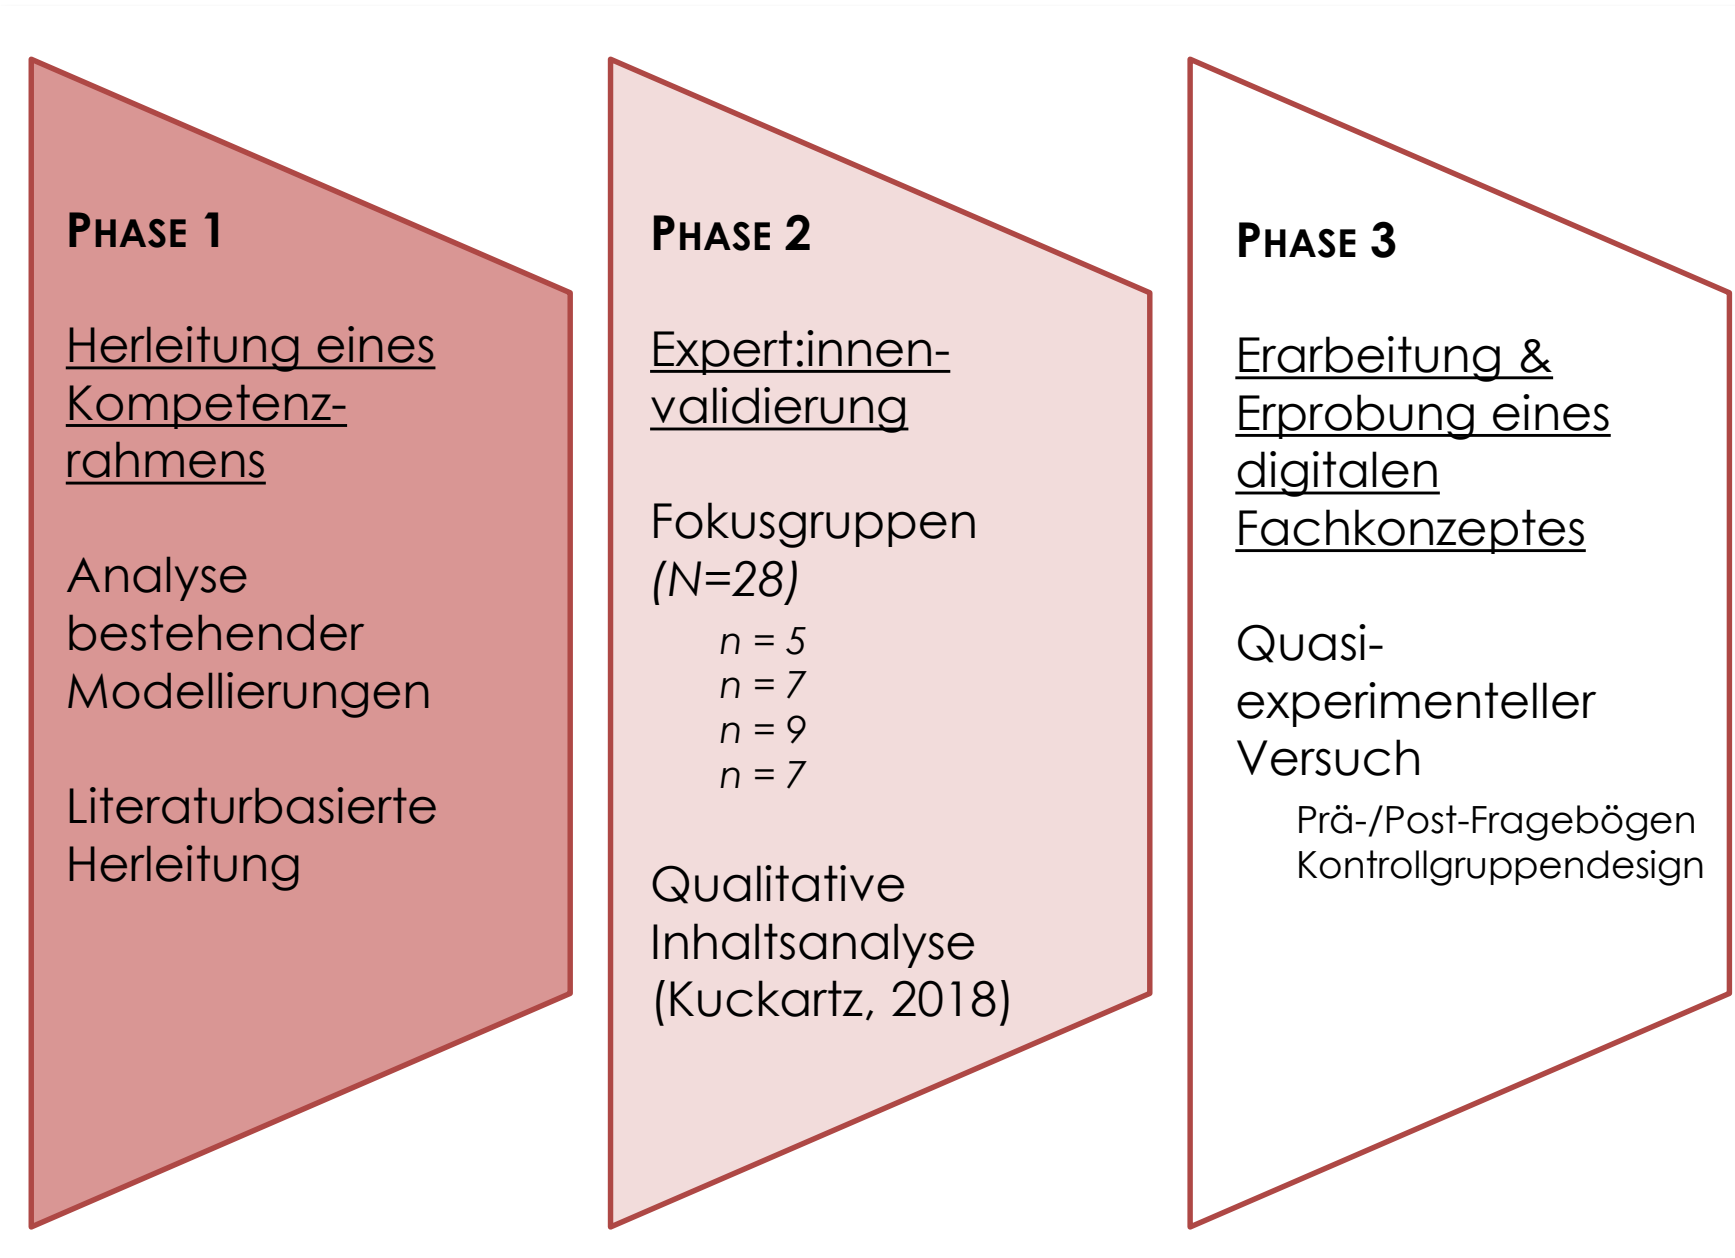 PHASE 1
Herleitung eines
Kompetenz-
rahmens
Analyse
bestehender
Modellierungen
Literaturbasierte
Herleitung
PHASE 2
Expert:innen-
validierung
Fokusgruppen
(N=28)
n = 5
n = 7
n = 9
n = 7
Qualitative
Inhaltsanalyse
(Kuckartz, 2018)
PHASE 3
Erarbeitung &
Erprobung eines
digitalen
Fachkonzeptes
Quasi-
experimenteller
Versuch
Prä-/Post-Fragebögen
Kontrollgruppendesign